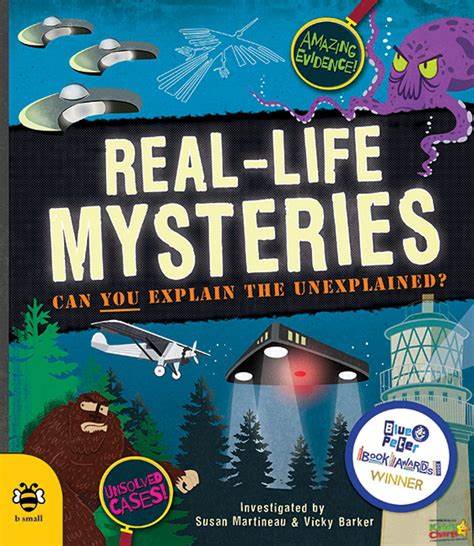 AMAZING
EVIDENCE!
REAL-LIFE
MYSTERIES
CAN YOU EXPLAIN THE UNEXPLAINED?
Blue
Peter
BOOK AWARDS
WINNER
UNSOLVED
CASES!
b small
Investigated by
Susan Martineau & Vicky Barker